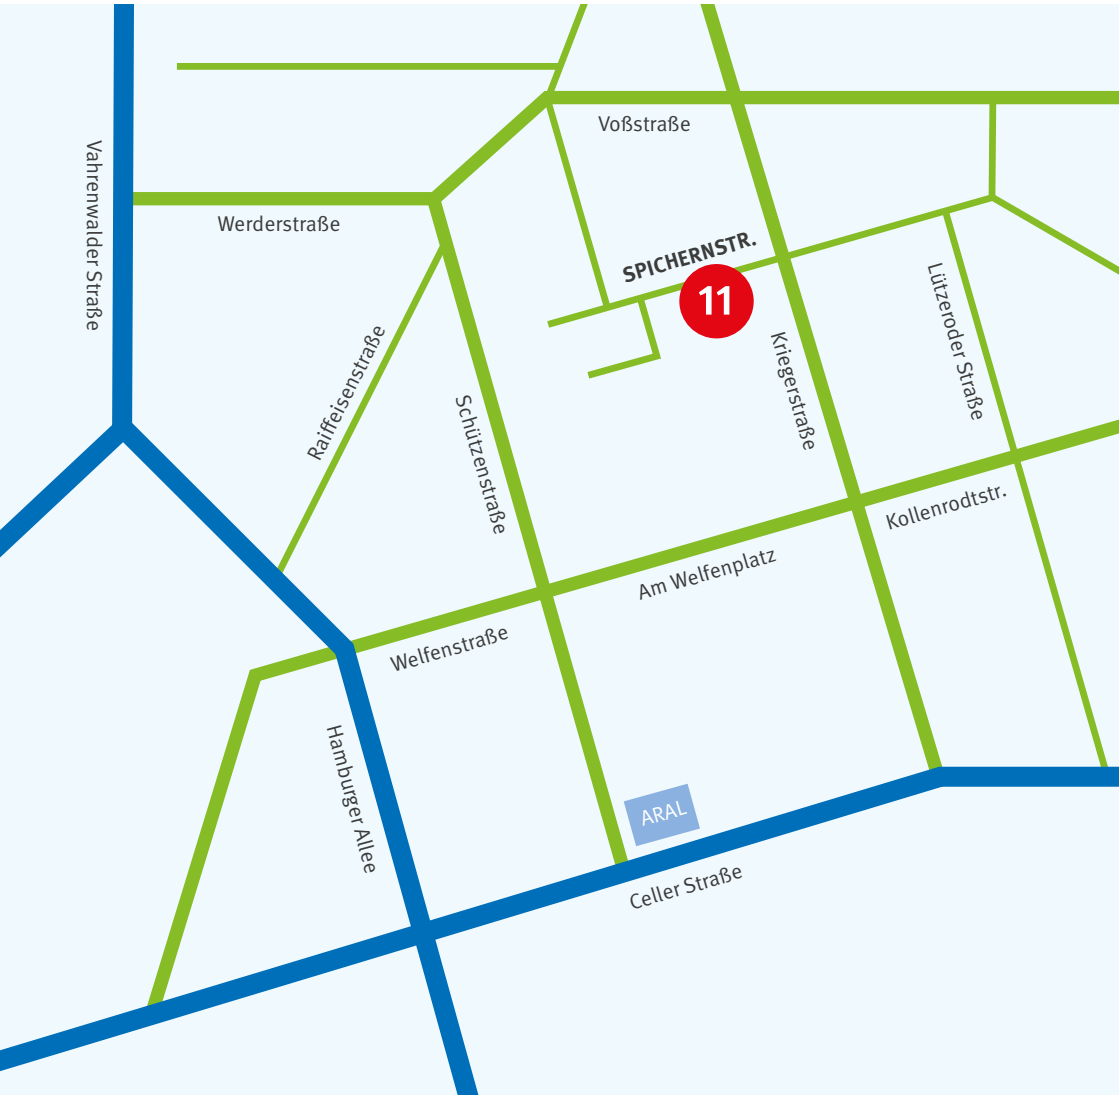 Voßstraße
Vahrenwalder Straße
Werderstraße
SPICHERNSTR.
11
Lützeroder Straße
Raiffeisenstraße
Kriegerstraße
Schützenstraße
Kollenrodtstr.
Am Welfenplatz
Welfenstraße
Hamburger Allee
ARAL
Celler Straße